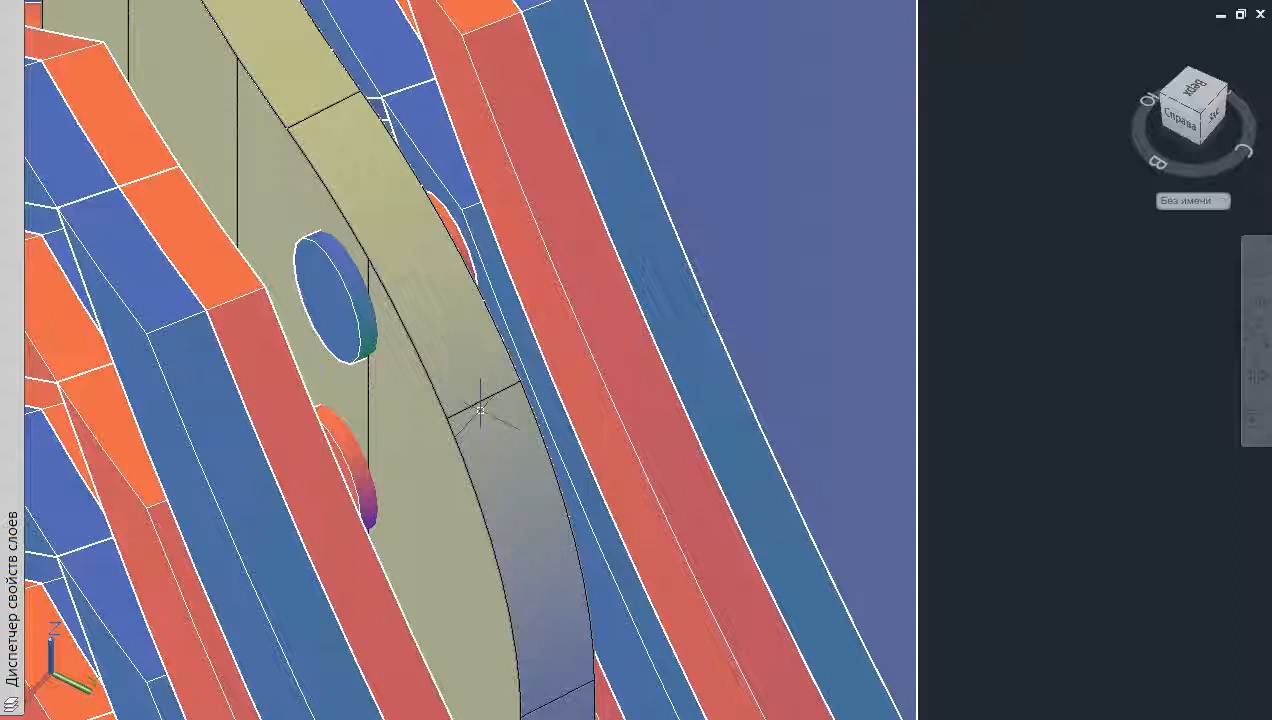 Верх
Справа
Ю
В
С
Без имени
Диспетчер свойств слоев
Z